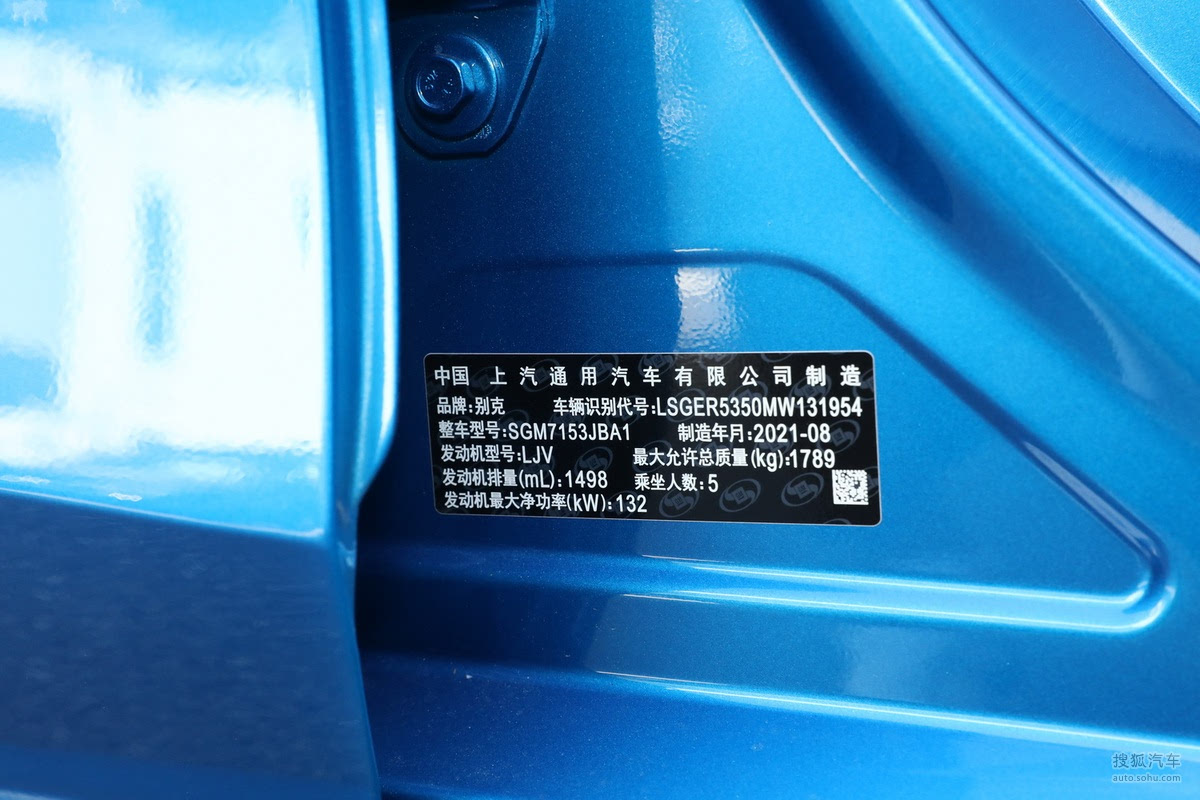 中国 上汽通用汽车有限公司制造
品牌:别克 车辆识别代号:LSGER5350MW131954
整车型号:SGM7153JBA1 制造年月:2021-08
发动机型号:LJV 最大允许总质量(kg):1789
发动机排量(mL):1498 乘坐人数:5
发动机最大净功率(kW):132
搜狐汽车
auto.sohu.com